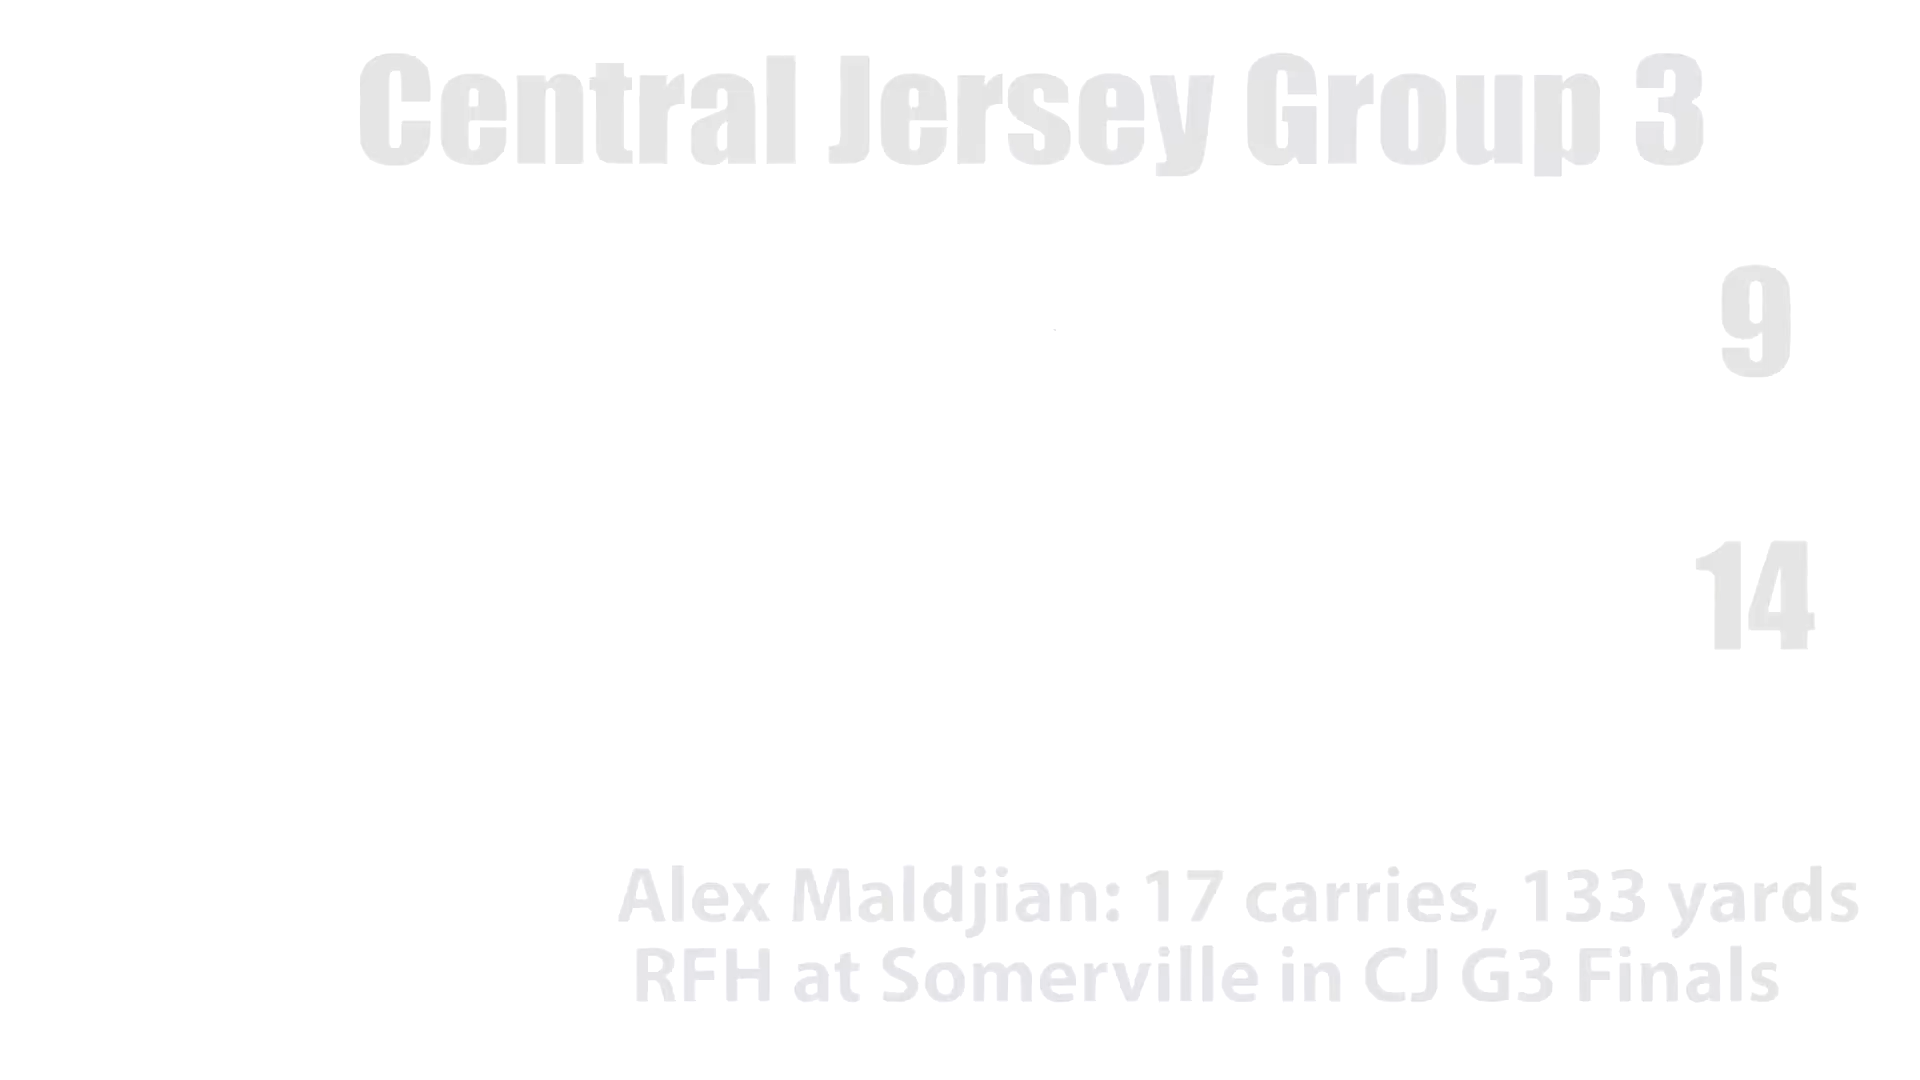 Central Jersey Group 3
9
14
Alex Maldjian: 17 carries, 133 yards
RFH at Somerville in CJ G3 Finals